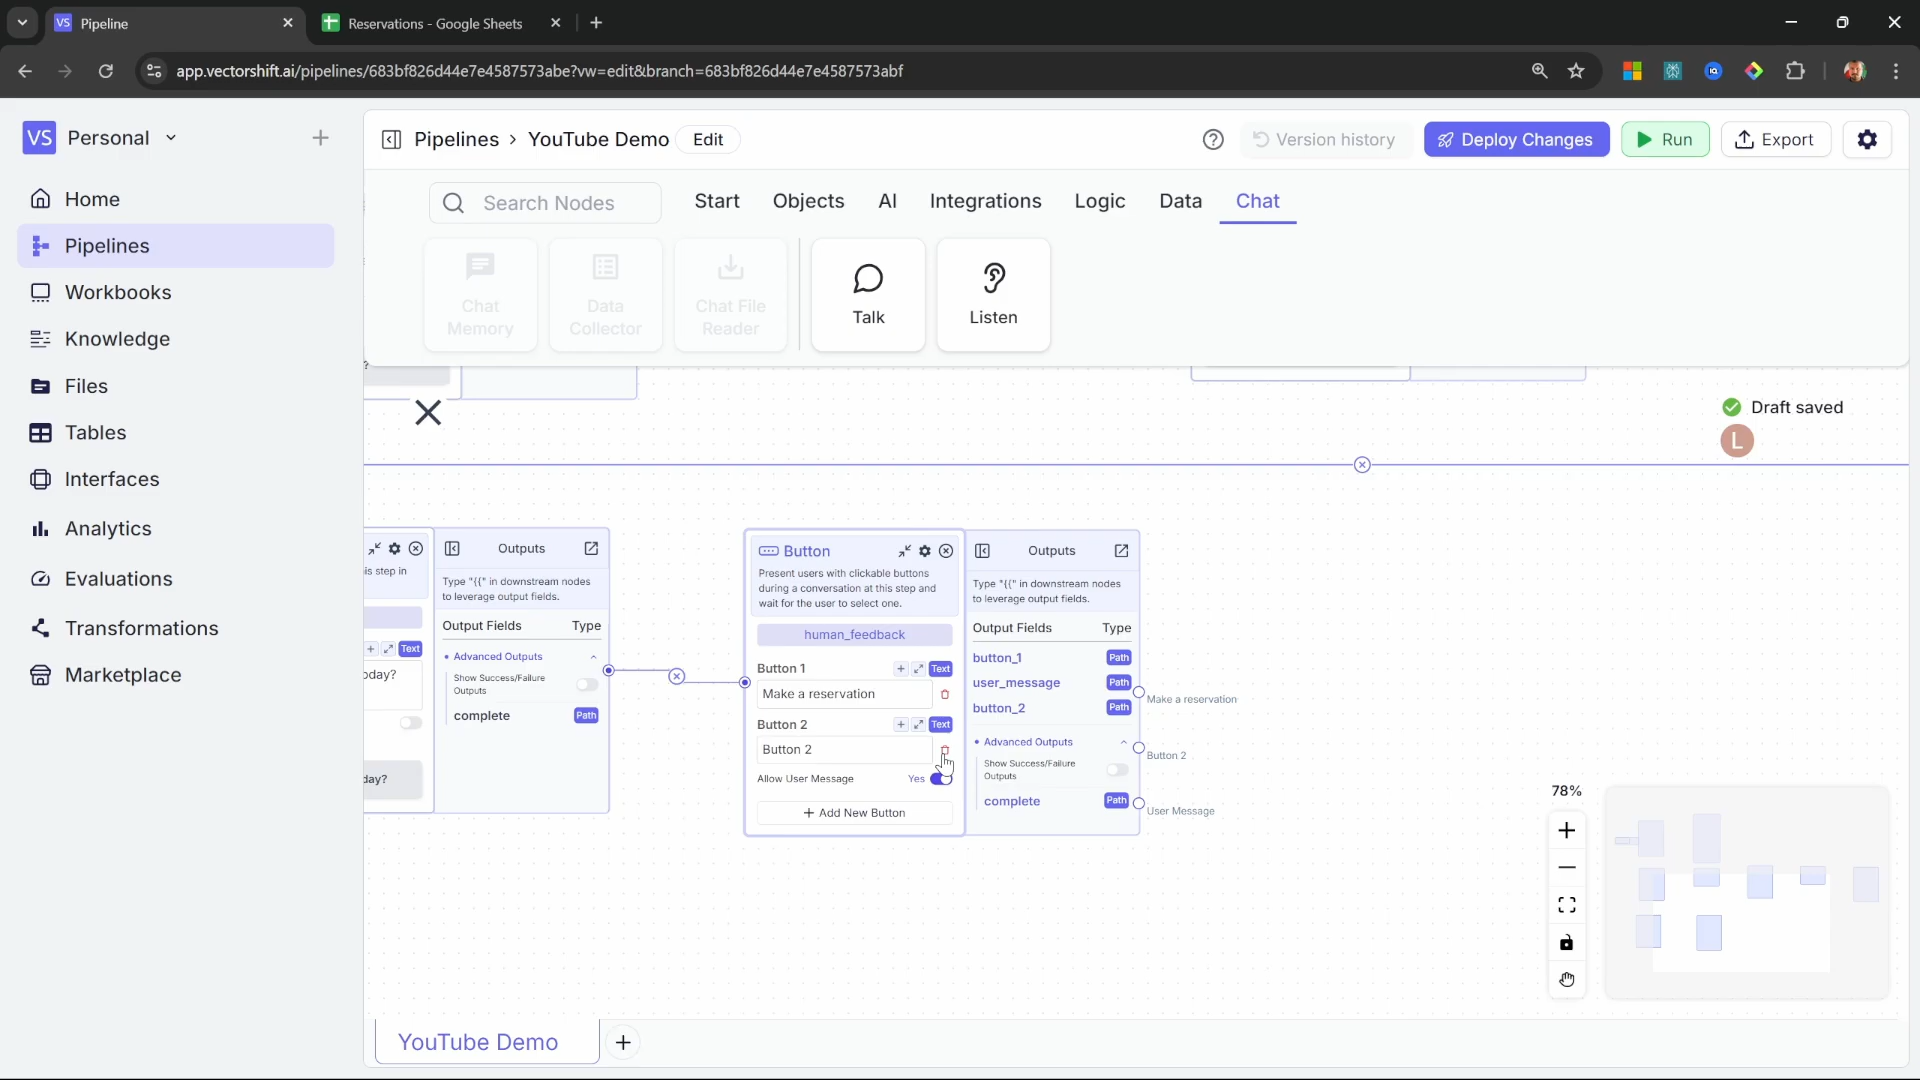 VS Pipeline
Reservations - Google Sheets
app.vectorshift.ai/pipelines/683bf826d44e7e4587573abe?vw=edit&branch=683bf826d44e7e4587573abf
VS Personal
Home
Pipelines
Workbooks
Knowledge
Files
Tables
Interfaces
Analytics
Evaluations
Transformations
Marketplace
Pipelines > YouTube Demo Edit
Version history
Deploy Changes
Run
Export
Search Nodes
Start
Objects
AI
Integrations
Logic
Data
Chat
Chat
Memory
Data
Collector
Chat File
Reader
Talk
Listen
?
Draft saved
L
is step in
+ Text
oday?
day?
Outputs
Type "{{" in downstream nodes
to leverage output fields.
Output Fields Type
Advanced Outputs
Show Success/Failure
Outputs
complete Path
Button
Present users with clickable buttons
during a conversation at this step and
wait for the user to select one.
human_feedback
Button 1 + Text
Make a reservation
Button 2 + Text
Button 2
Allow User Message Yes
+ Add New Button
Outputs
Type "{{" in downstream nodes
to leverage output fields.
Output Fields Type
button_1 Path
user_message Path
button_2 Path
Advanced Outputs
Show Success/Failure
Outputs
complete Path
Make a reservation
Button 2
User Message
78%
YouTube Demo +